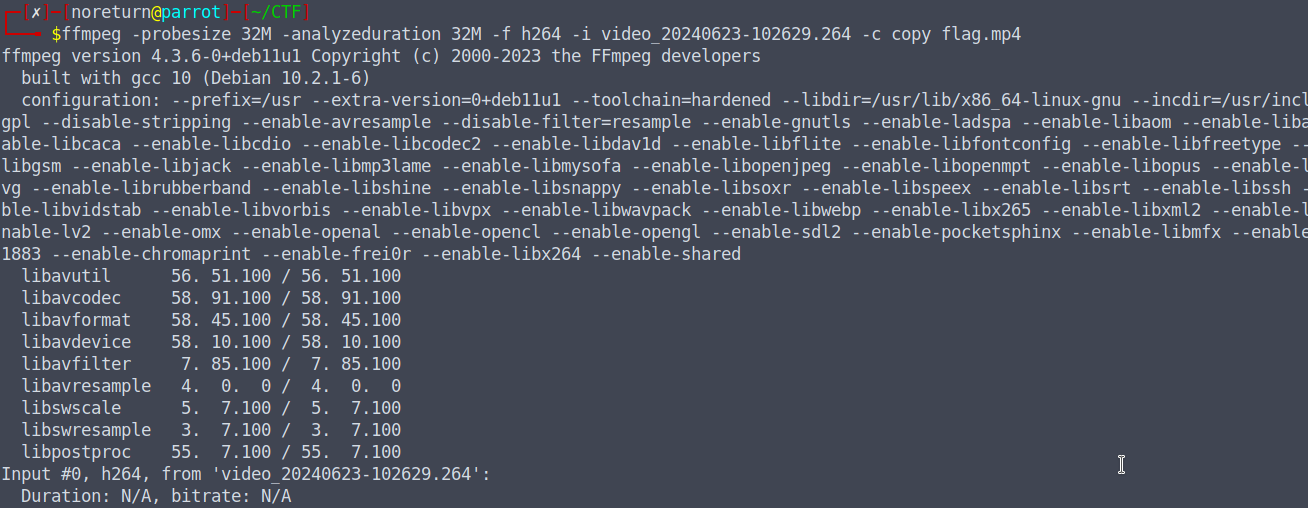 ┌─[✗]─[noreturn@parrot]─[~/CTF]
└──╼ $ffmpeg -probesize 32M -analyzeduration 32M -f h264 -i video_20240623-102629.264 -c copy flag.mp4
ffmpeg version 4.3.6-0+deb11u1 Copyright (c) 2000-2023 the FFmpeg developers
  built with gcc 10 (Debian 10.2.1-6)
  configuration: --prefix=/usr --extra-version=0+deb11u1 --toolchain=hardened --libdir=/usr/lib/x86_64-linux-gnu --incdir=/usr/incl
gpl --disable-stripping --enable-avresample --disable-filter=resample --enable-gnutls --enable-ladspa --enable-libaom --enable-liba
able-libcaca --enable-libcdio --enable-libcodec2 --enable-libdav1d --enable-libflite --enable-libfontconfig --enable-libfreetype --
libgsm --enable-libjack --enable-libmp3lame --enable-libmysofa --enable-libopenjpeg --enable-libopenmpt --enable-libopus --enable-l
vg --enable-librubberband --enable-libshine --enable-libsnappy --enable-libsoxr --enable-libspeex --enable-libsrt --enable-libssh -
ble-libvidstab --enable-libvorbis --enable-libvpx --enable-libwavpack --enable-libwebp --enable-libx265 --enable-libxml2 --enable-l
nable-lv2 --enable-omx --enable-openal --enable-opencl --enable-opengl --enable-sdl2 --enable-pocketsphinx --enable-libmfx --enable
1883 --enable-chromaprint --enable-frei0r --enable-libx264 --enable-shared
  libavutil      56. 51.100 / 56. 51.100
  libavcodec     58. 91.100 / 58. 91.100
  libavformat    58. 45.100 / 58. 45.100
  libavdevice    58. 10.100 / 58. 10.100
  libavfilter     7. 85.100 /  7. 85.100
  libavresample   4.  0.  0 /  4.  0.  0
  libswscale      5.  7.100 /  5.  7.100
  libswresample   3.  7.100 /  3.  7.100
  libpostproc    55.  7.100 / 55.  7.100
Input #0, h264, from 'video_20240623-102629.264':
  Duration: N/A, bitrate: N/A